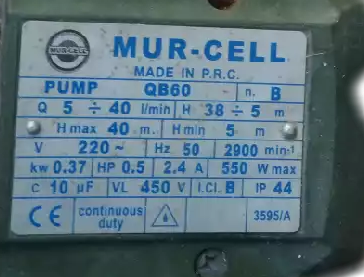 MUR-CELL
MUR-CELL
MADE IN P.R.C.
PUMP QB60 n. B
Q 5 ÷ 40 l/min H 38 ÷ 5 m
Hmax 40 m. Hmin 5 m
V 220 ~ Hz 50 2900 min-1
kw 0.37 HP 0.5 2.4 A 550 W max
C 10 µF VL 450 V I.Cl. B IP 44
CE continuous duty 3595/A